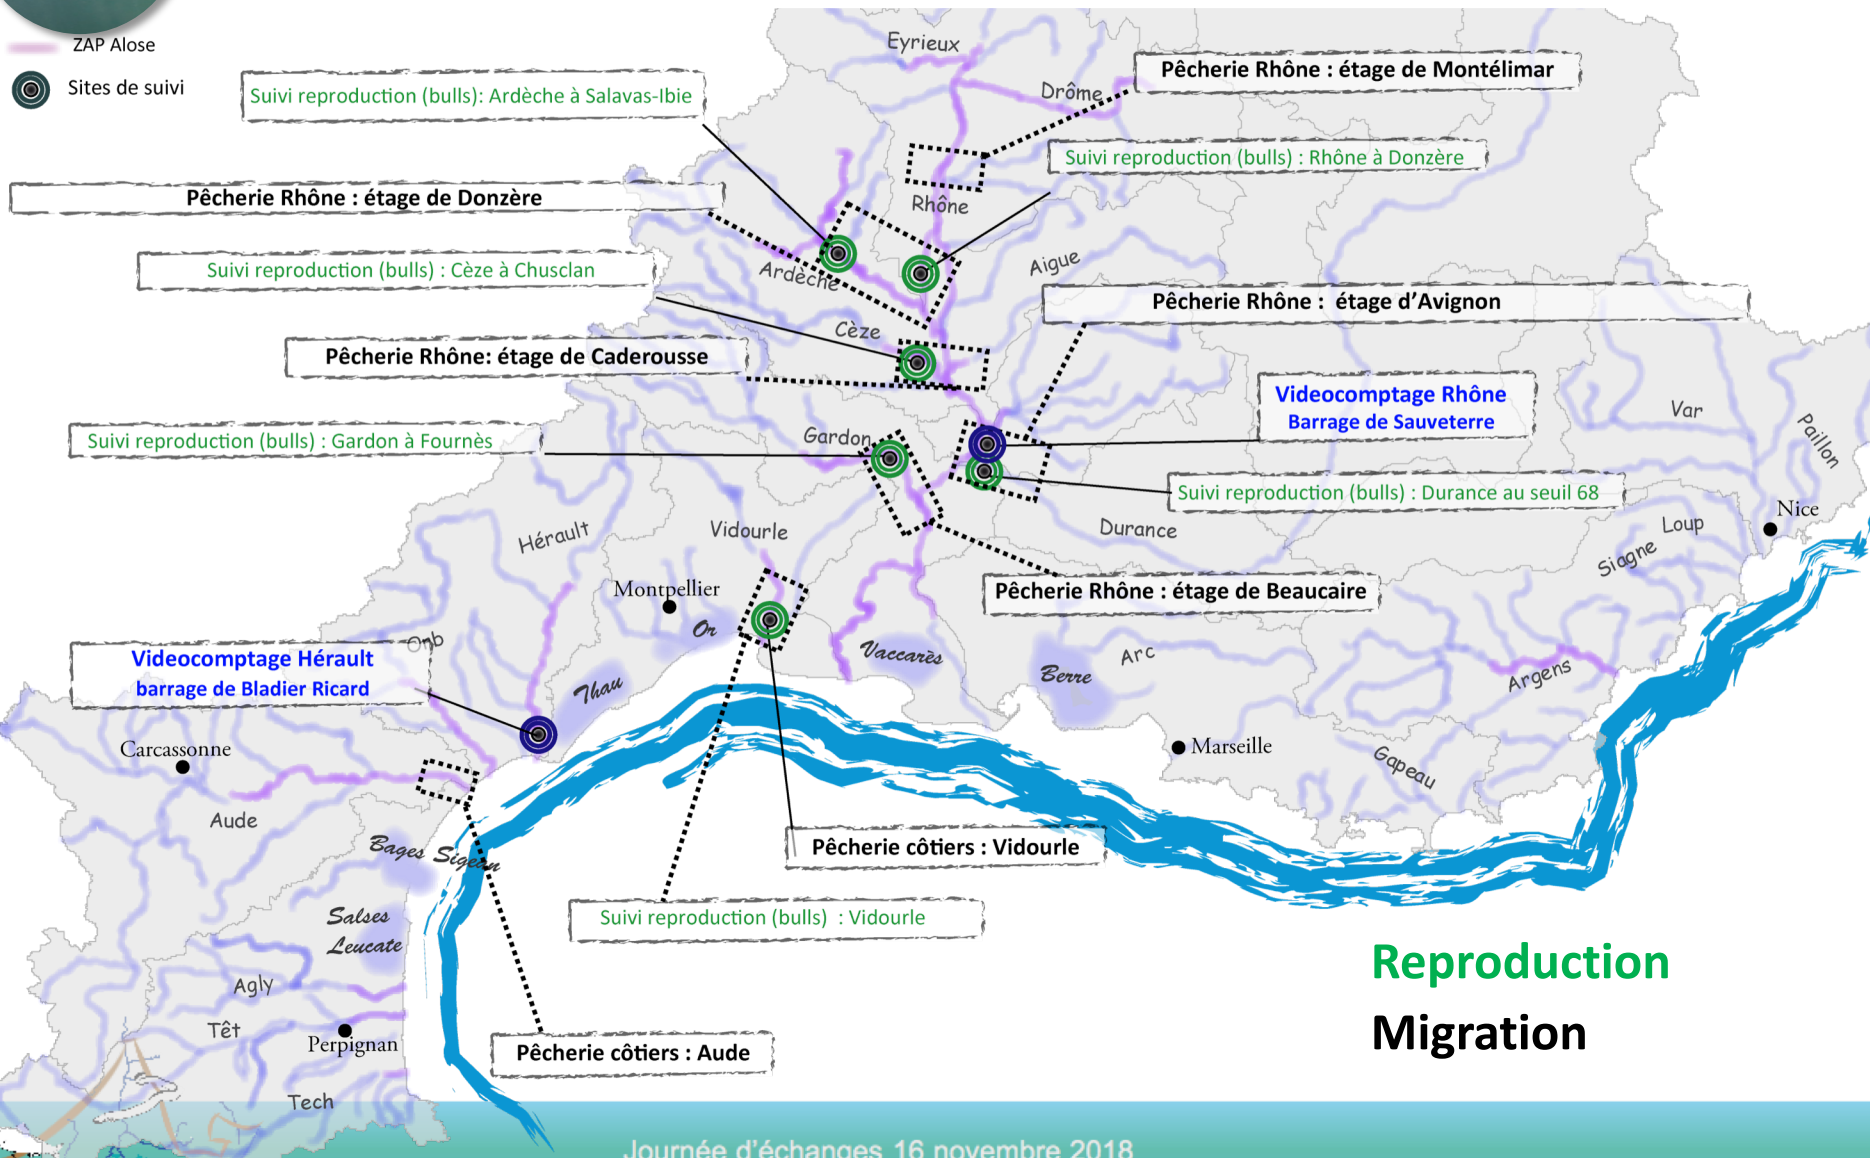 ZAP Alose
Sites de suivi
Eyrieux
Drôme
Pêcherie Rhône : étage de Montélimar
Suivi reproduction (bulls): Ardèche à Salavas-Ibie
Suivi reproduction (bulls) : Rhône à Donzère
Pêcherie Rhône : étage de Donzère
Rhône
Suivi reproduction (bulls) : Cèze à Chusclan
Ardèche
Aigue
Pêcherie Rhône :  étage d'Avignon
Cèze
Pêcherie Rhône: étage de Caderousse
Videocomptage Rhône
Barrage de Sauveterre
Var
Paillon
Suivi reproduction (bulls) : Gardon à Fournès
Gardon
Suivi reproduction (bulls) : Durance au seuil 68
Nice
Loup
Siagne
Hérault
Vidourle
Durance
Montpellier
Pêcherie Rhône : étage de Beaucaire
Or
Orb
Vaccarès
Berre
Arc
Argens
Videocomptage Hérault
barrage de Bladier Ricard
Thau
Carcassonne
Marseille
Gapeau
Aude
Bages Sigean
Pêcherie côtiers : Vidourle
Salses
Leucate
Suivi reproduction (bulls)  : Vidourle
Reproduction
Agly
Têt
Perpignan
Migration
Pêcherie côtiers : Aude
Tech
Journée d'échanges 16 novembre 2018